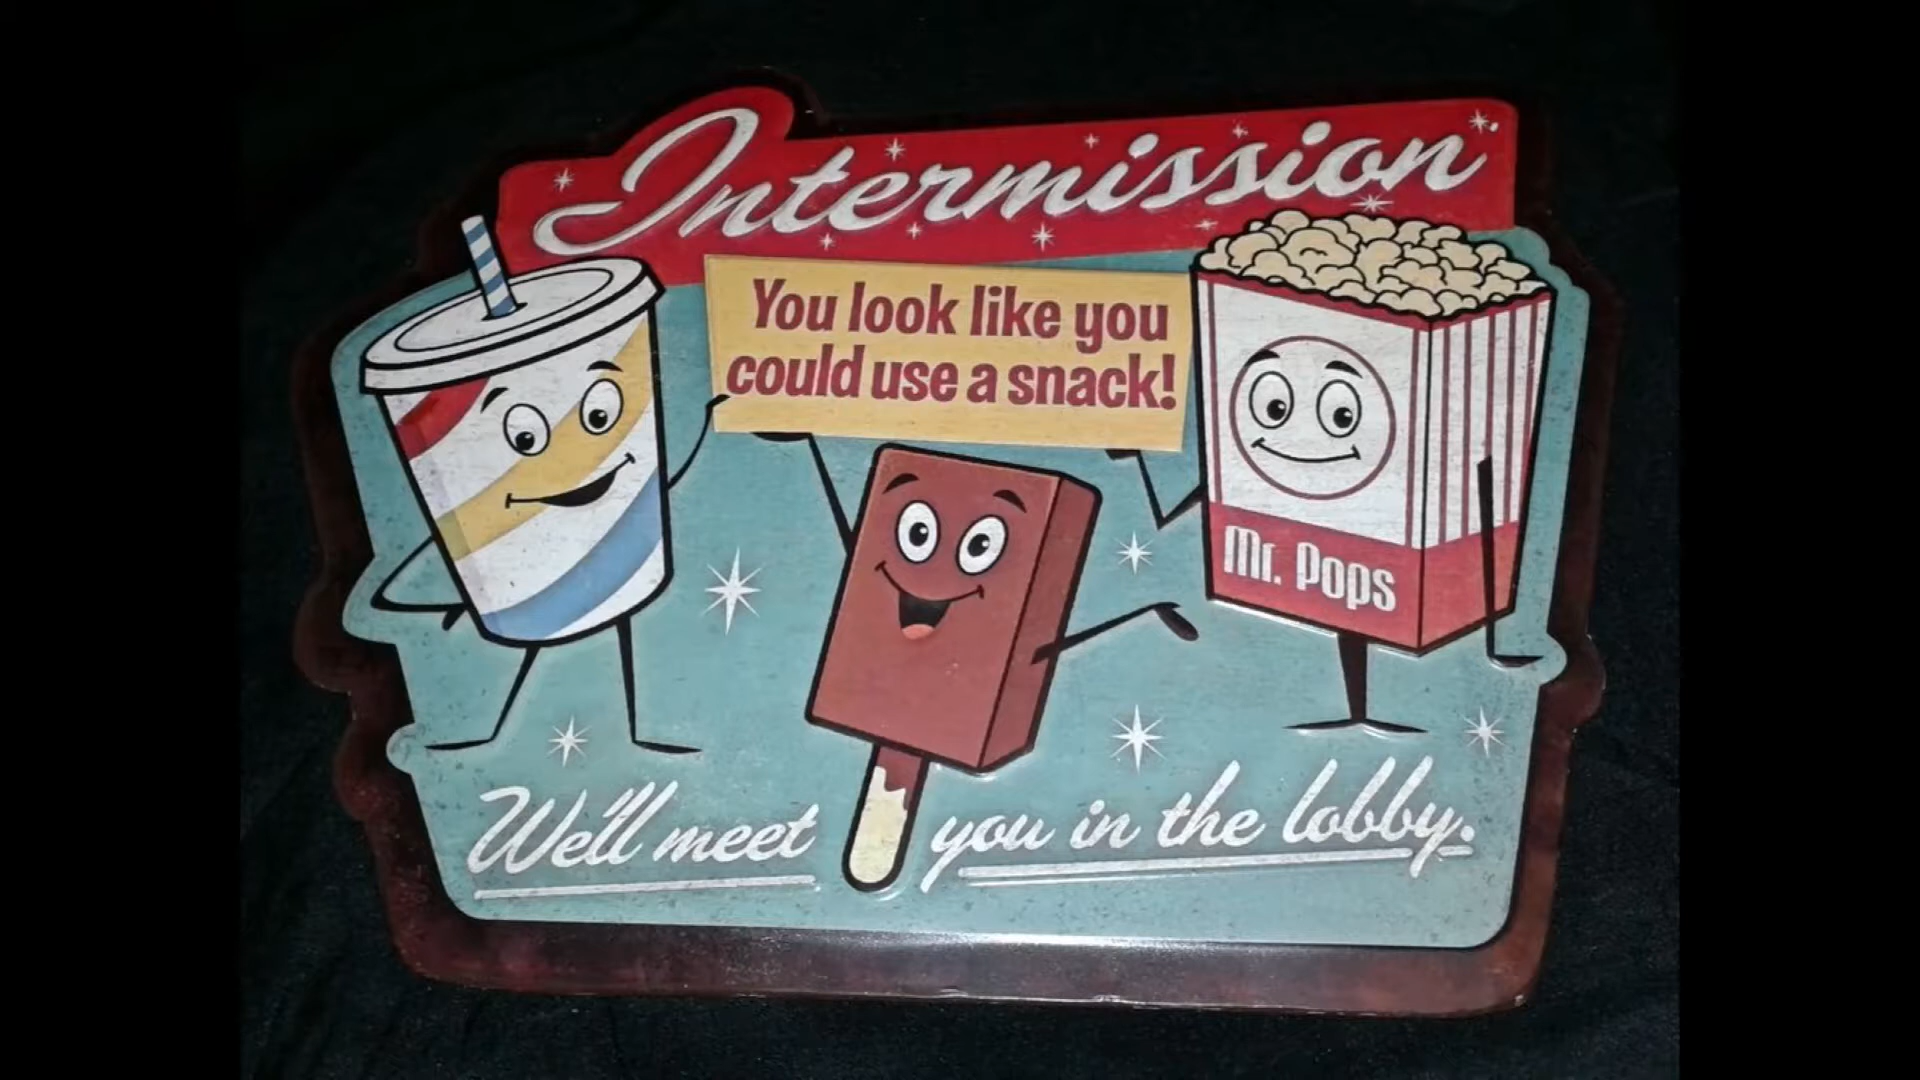 Intermission
You look like you
could use a snack!
Mr. Pops
We'll meet you in the lobby.